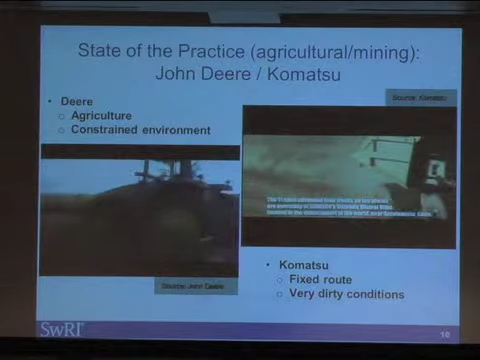 State of the Practice (agricultural/mining):
John Deere / Komatsu
Source: Komatsu
• Deere
○ Agriculture
○ Constrained environment
Source: John Deere
• Komatsu
○ Fixed route
○ Very dirty conditions
SwRI
10